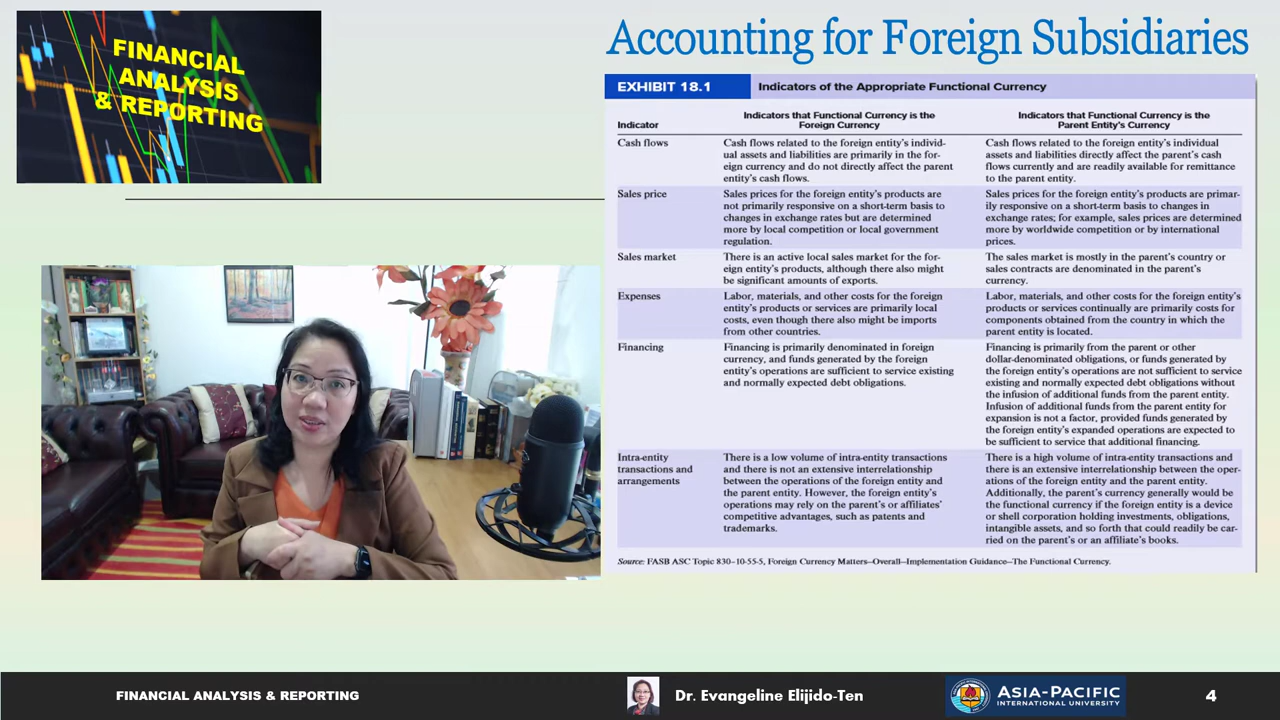 FINANCIAL
ANALYSIS
& REPORTING
Accounting for Foreign Subsidiaries
EXHIBIT 18.1 Indicators of the Appropriate Functional Currency
Indicator
Indicators that Functional Currency is the
Foreign Currency
Indicators that Functional Currency is the
Parent Entity's Currency
Cash flows
Cash flows related to the foreign entity's individ-
ual assets and liabilities are primarily in the for-
eign currency and do not directly affect the parent
entity's cash flows.
Cash flows related to the foreign entity's individual
assets and liabilities directly affect the parent's cash
flows currently and are readily available for remittance
to the parent entity.
Sales price
Sales prices for the foreign entity's products are
not primarily responsive on a short-term basis to
changes in exchange rates but are determined
more by local competition or local government
regulation.
Sales prices for the foreign entity's products are primar-
ily responsive on a short-term basis to changes in
exchange rates; for example, sales prices are determined
more by worldwide competition or by international
prices.
Sales market
There is an active local sales market for the for-
eign entity's products, although there also might
be significant amounts of exports.
The sales market is mostly in the parent's country or
sales contracts are denominated in the parent's
currency.
Expenses
Labor, materials, and other costs for the foreign
entity's products or services are primarily local
costs, even though there also might be imports
from other countries.
Labor, materials, and other costs for the foreign entity's
products or services continually are primarily costs for
components obtained from the country in which the
parent entity is located.
Financing
Financing is primarily denominated in foreign
currency, and funds generated by the foreign
entity's operations are sufficient to service existing
and normally expected debt obligations.
Financing is primarily from the parent or other
dollar-denominated obligations, or funds generated by
the foreign entity's operations are not sufficient to service
existing and normally expected debt obligations without
the infusion of additional funds from the parent entity.
Infusion of additional funds from the parent entity for
expansion is not a factor, provided funds generated by
the foreign entity's expanded operations are expected to
be sufficient to service that additional financing.
Intra-entity
transactions and
arrangements
There is a low volume of intra-entity transactions
and there is not an extensive interrelationship
between the operations of the foreign entity and
the parent entity. However, the foreign entity's
operations may rely on the parent's or affiliates'
competitive advantages, such as patents and
trademarks.
There is a high volume of intra-entity transactions and
there is an extensive interrelationship between the oper-
ations of the foreign entity and the parent entity.
Additionally, the parent's currency generally would be
the functional currency if the foreign entity is a device
or shell corporation holding investments, obligations,
intangible assets, and so forth that could readily be car-
ried on the parent's or an affiliate's books.
Source: FASB ASC Topic 830–10-55-5, Foreign Currency Matters—Overall—Implementation Guidance—The Functional Currency.
FINANCIAL ANALYSIS & REPORTING
Dr. Evangeline Elijido-Ten
ASIA-PACIFIC
INTERNATIONAL UNIVERSITY
4